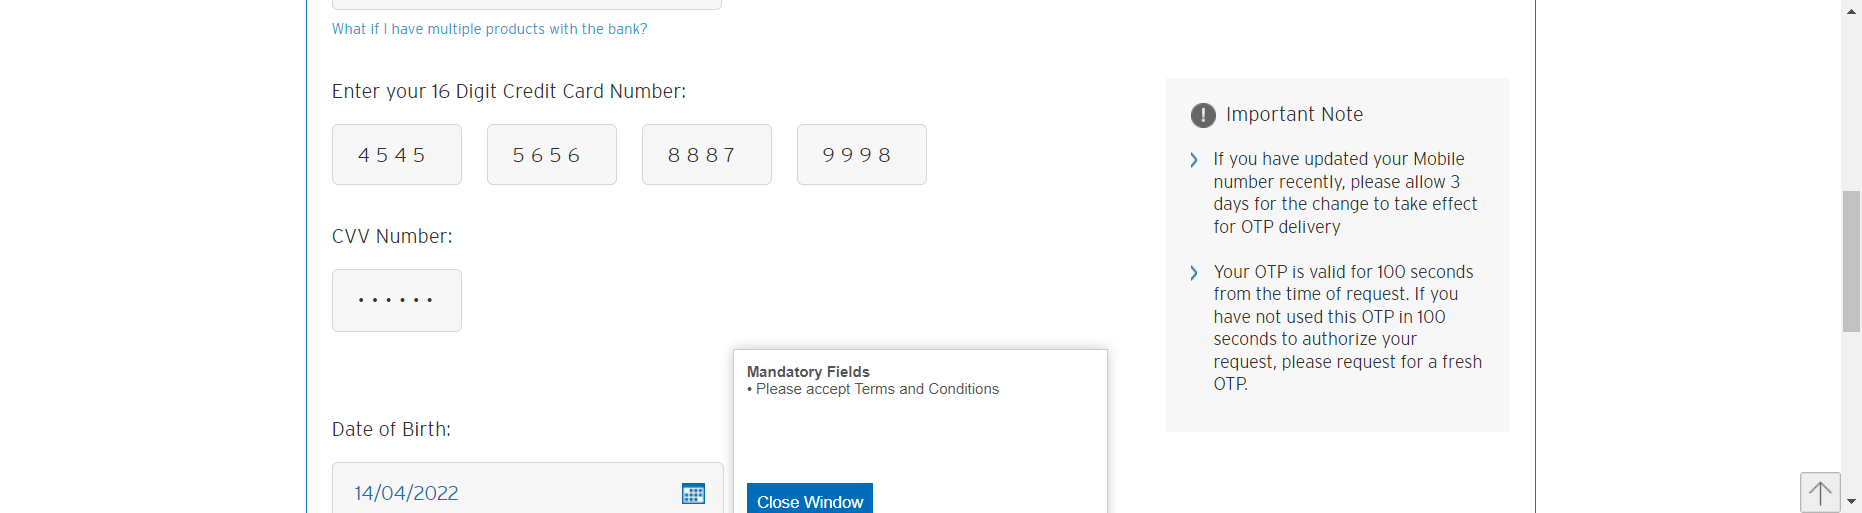 What if I have multiple products with the bank?
Enter your 16 Digit Credit Card Number:
4545 5656 8887 9998
CVV Number:
••••••
Date of Birth:
14/04/2022
Mandatory Fields
• Please accept Terms and Conditions
Close Window
! Important Note
If you have updated your Mobile
number recently, please allow 3
days for the change to take effect
for OTP delivery
Your OTP is valid for 100 seconds
from the time of request. If you
have not used this OTP in 100
seconds to authorize your
request, please request for a fresh
OTP.